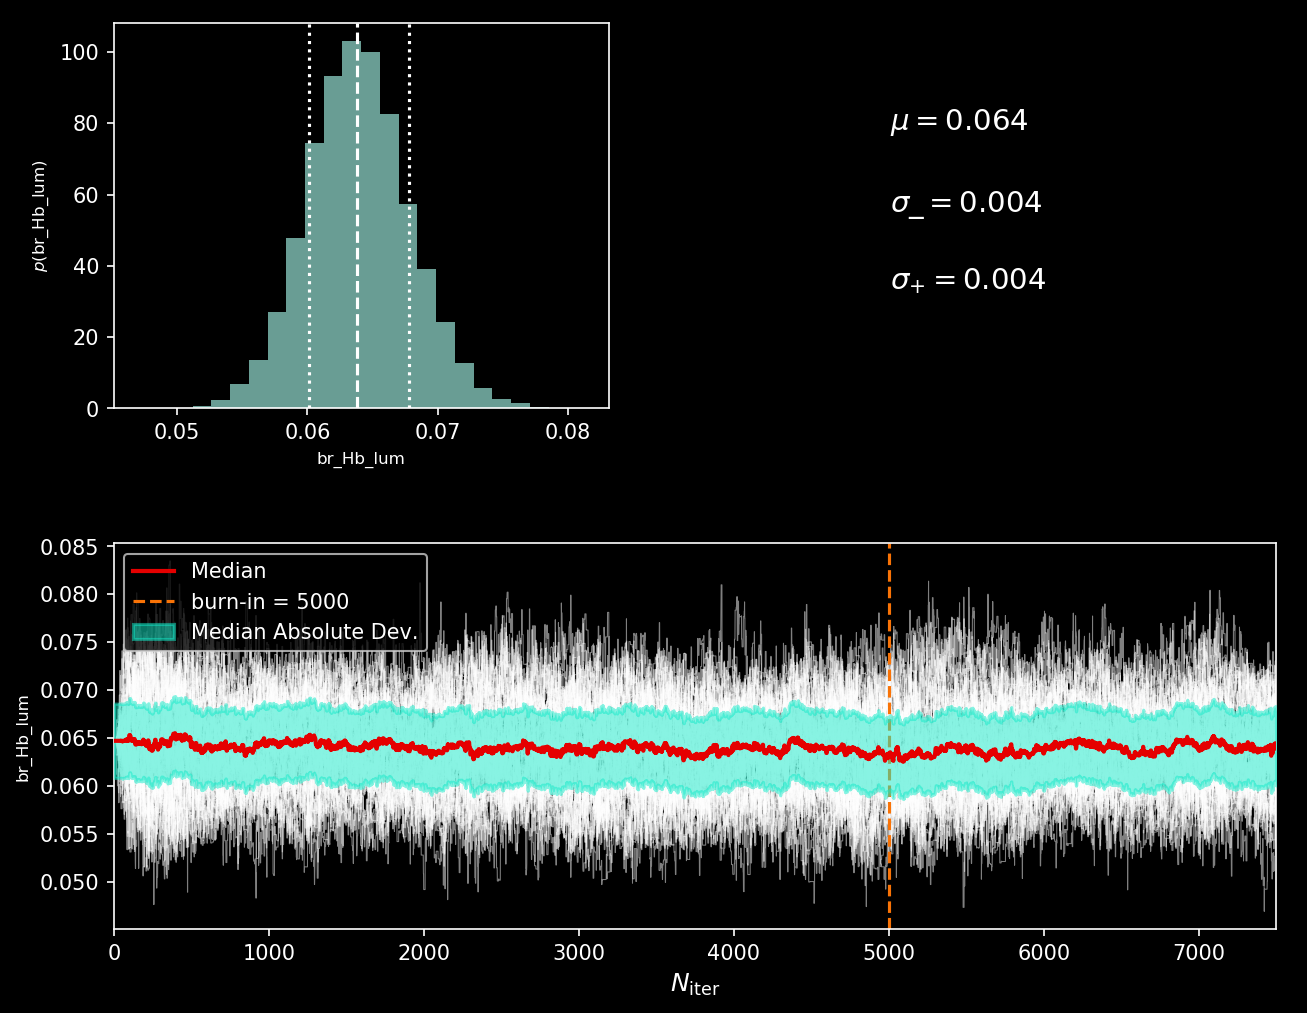 100
80
60
40
20
0
p(br_Hb_lum)
0.05 0.06 0.07 0.08
br_Hb_lum
μ = 0.064
σ₋ = 0.004
σ₊ = 0.004
0.085
0.080
0.075
0.070
0.065
0.060
0.055
0.050
br_Hb_lum
Median
burn-in = 5000
Median Absolute Dev.
0 1000 2000 3000 4000 5000 6000 7000
N_iter